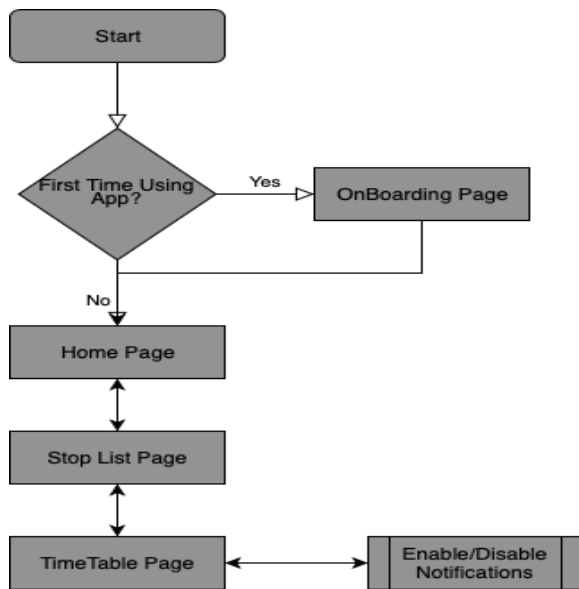 Start
First Time Using
App?
Yes
OnBoarding Page
No
Home Page
Stop List Page
TimeTable Page
Enable/Disable
Notifications